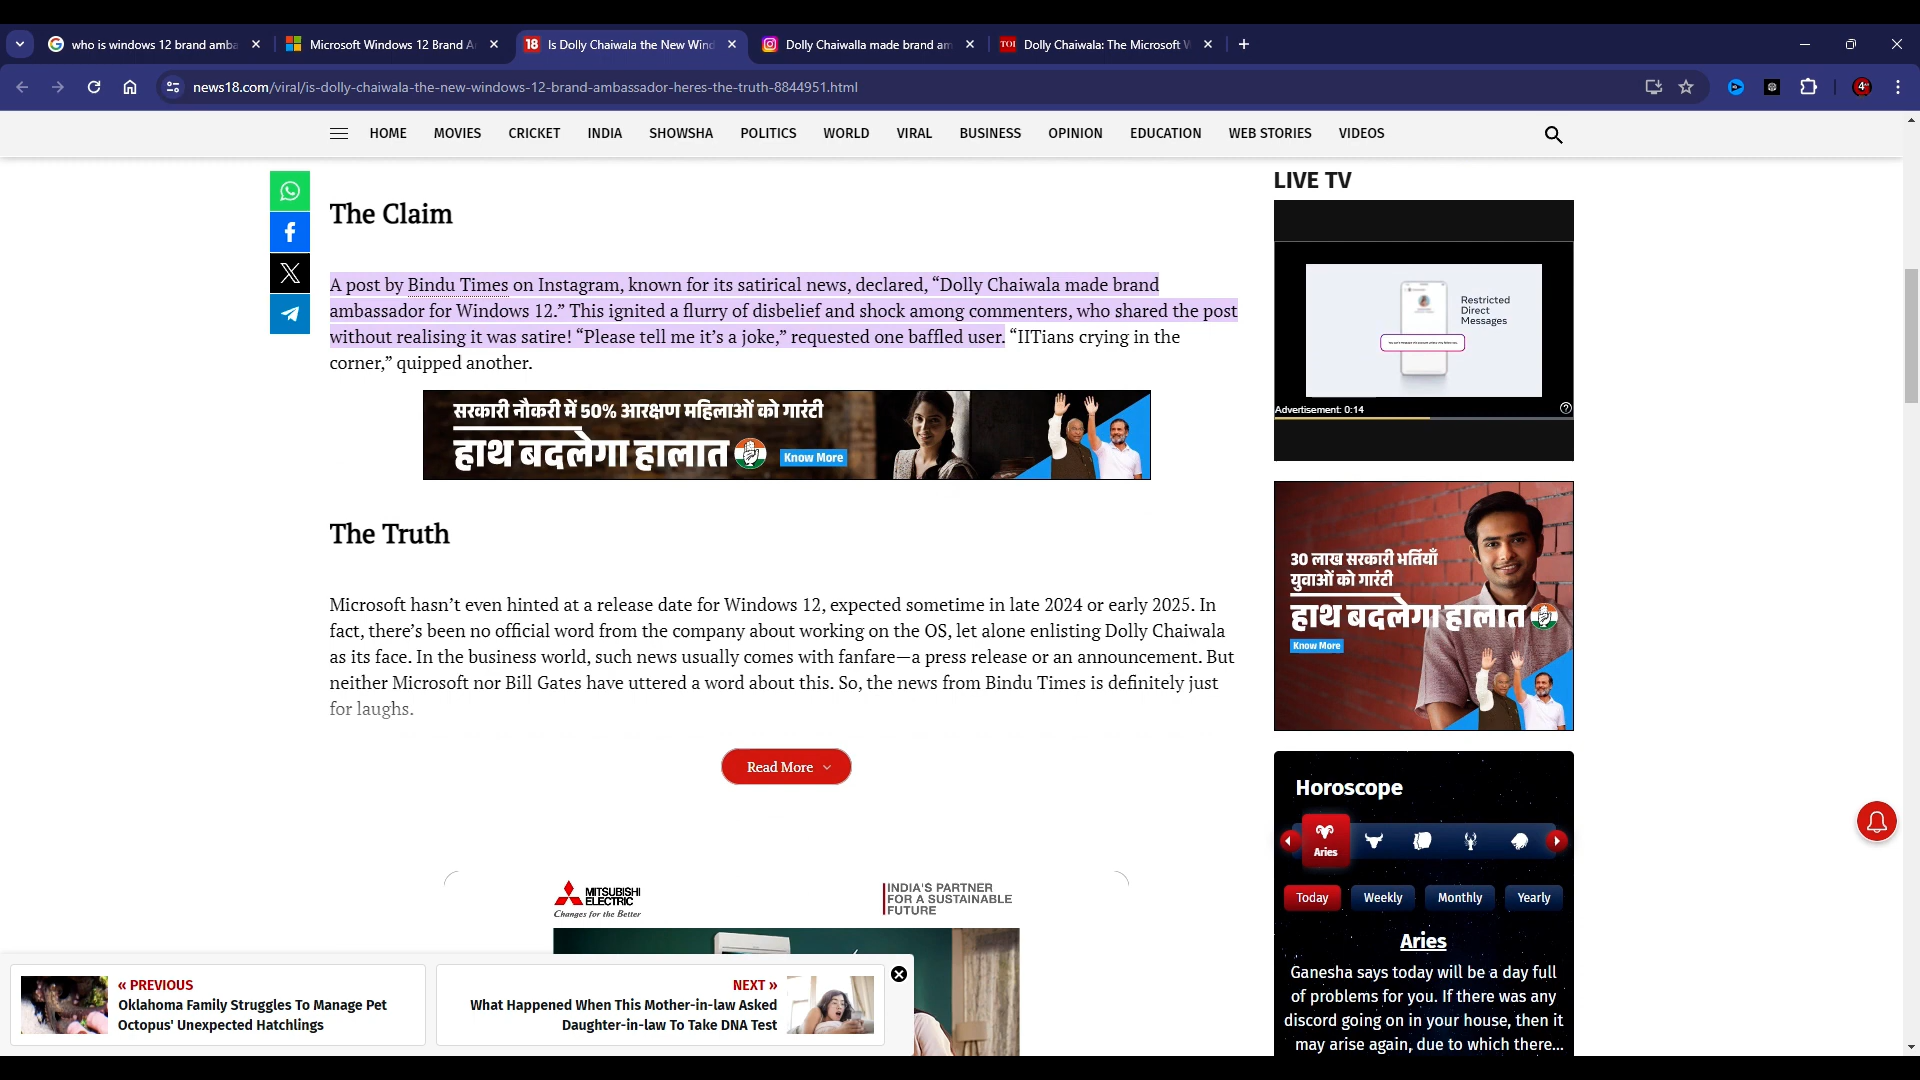 who is windows 12 brand amba
Microsoft Windows 12 Brand A
18 Is Dolly Chaiwala the New Wind
Dolly Chaiwalla made brand am
TOI Dolly Chaiwala: The Microsoft W
news18.com/viral/is-dolly-chaiwala-the-new-windows-12-brand-ambassador-heres-the-truth-8844951.html
HOME MOVIES CRICKET INDIA SHOWSHA POLITICS WORLD VIRAL BUSINESS OPINION EDUCATION WEB STORIES VIDEOS
The Claim
A post by Bindu Times on Instagram, known for its satirical news, declared, “Dolly Chaiwala made brand
ambassador for Windows 12.” This ignited a flurry of disbelief and shock among commenters, who shared the post
without realising it was satire! “Please tell me it’s a joke,” requested one baffled user. “IITians crying in the
corner,” quipped another.
सरकारी नौकरी में 50% आरक्षण महिलाओं को गारंटी
हाथ बदलेगा हालात
Know More
The Truth
Microsoft hasn’t even hinted at a release date for Windows 12, expected sometime in late 2024 or early 2025. In
fact, there’s been no official word from the company about working on the OS, let alone enlisting Dolly Chaiwala
as its face. In the business world, such news usually comes with fanfare—a press release or an announcement. But
neither Microsoft nor Bill Gates have uttered a word about this. So, the news from Bindu Times is definitely just
for laughs.
Read More
MITSUBISHI
ELECTRIC
Changes for the Better
INDIA'S PARTNER
FOR A SUSTAINABLE
FUTURE
« PREVIOUS
Oklahoma Family Struggles To Manage Pet
Octopus' Unexpected Hatchlings
NEXT »
What Happened When This Mother-in-law Asked
Daughter-in-law To Take DNA Test
LIVE TV
Restricted
Direct
Messages
Advertisement: 0:14
30 लाख सरकारी भर्तियाँ
युवाओं को गारंटी
हाथ बदलेगा हालात
Know More
Horoscope
Aries
Today Weekly Monthly Yearly
Aries
Ganesha says today will be a day full
of problems for you. If there was any
discord going on in your house, then it
may arise again, due to which there...